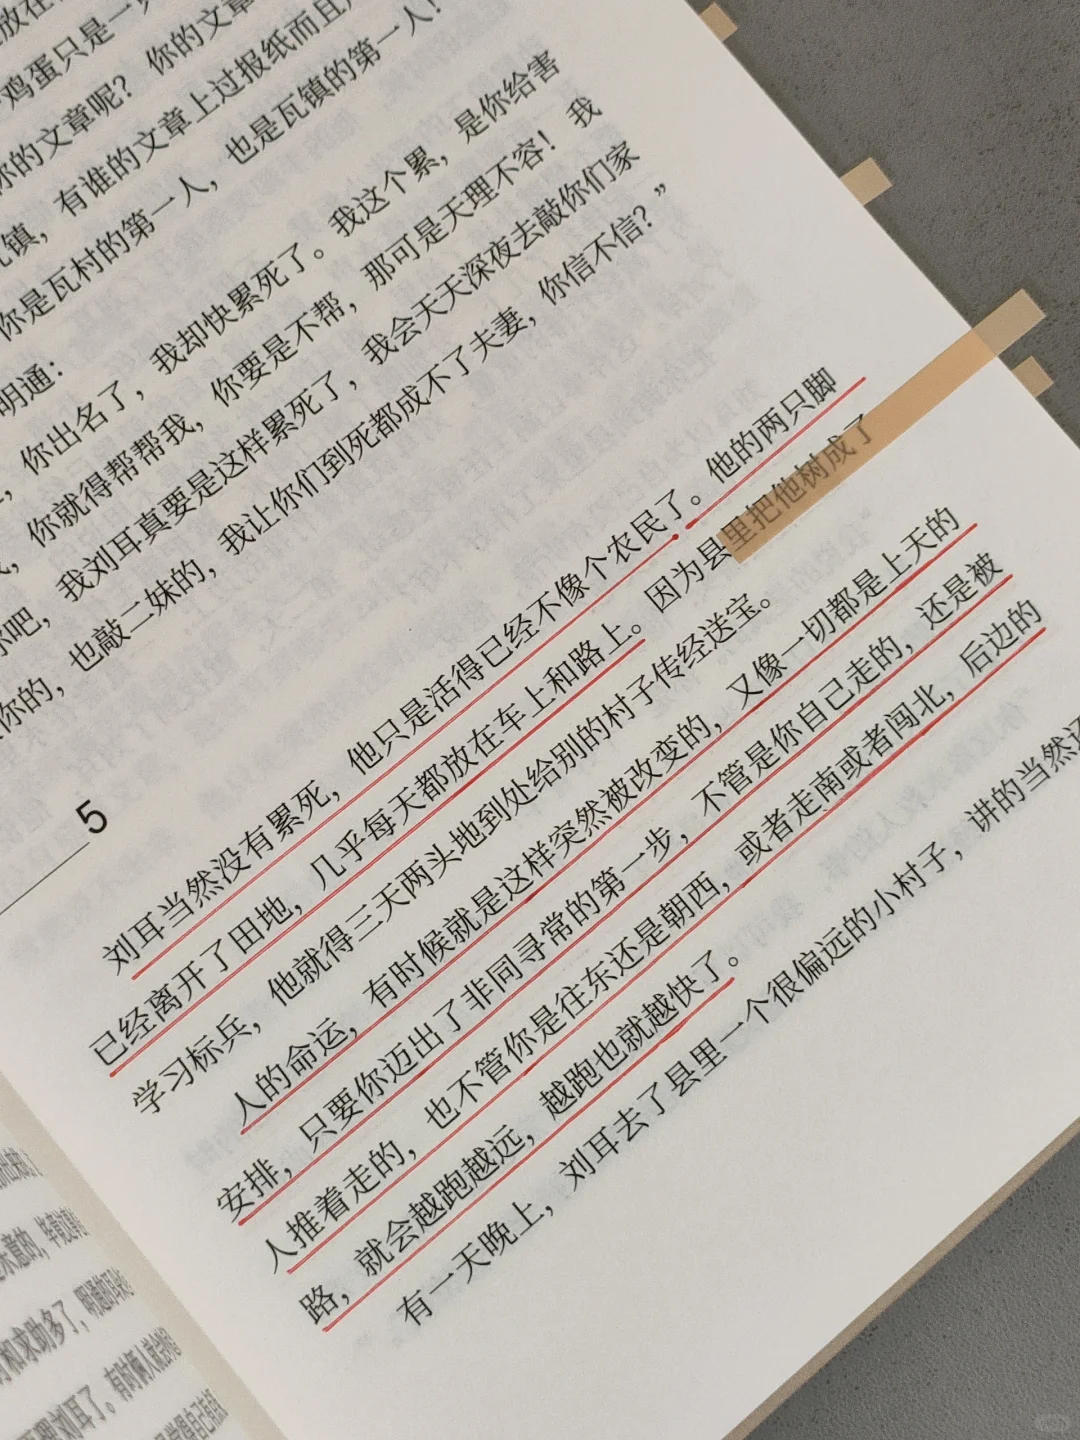 放在
鸡蛋只是一
你的文章呢？你的文章
镇，有谁的文章上过报纸而且
你是瓦村的第一人，也是瓦镇的第一人！
明通：
你出名了，我却快累死了。我这个累，是你给害
你就得帮帮我，你要是不帮，那可是天理不容！我
你吧，我刘耳真要是这样累死了，我会天天深夜去敲你们家
你的，也敲二妹的，我让你们到死都成不了夫妻，你信不信？”
5
刘耳当然没有累死，他只是活得已经不像个农民了。他的两只脚
已经离开了田地，几乎每天都放在车上和路上。因为县里把他树成了
学习标兵，他就得三天两头地到处给别的村子传经送宝。
人的命运，有时候就是这样突然被改变的，又像一切都是上天的
安排，只要你迈出了非同寻常的第一步，不管是你自己走的，还是被
人推着走的，也不管你是往东还是朝西，或者走南或者闯北，后边的
路，就会越跑越远，越跑也就越快了。
有一天晚上，刘耳去了县里一个很偏远的小村子，讲的当然还
和求助多了，明通
刘耳了。有时